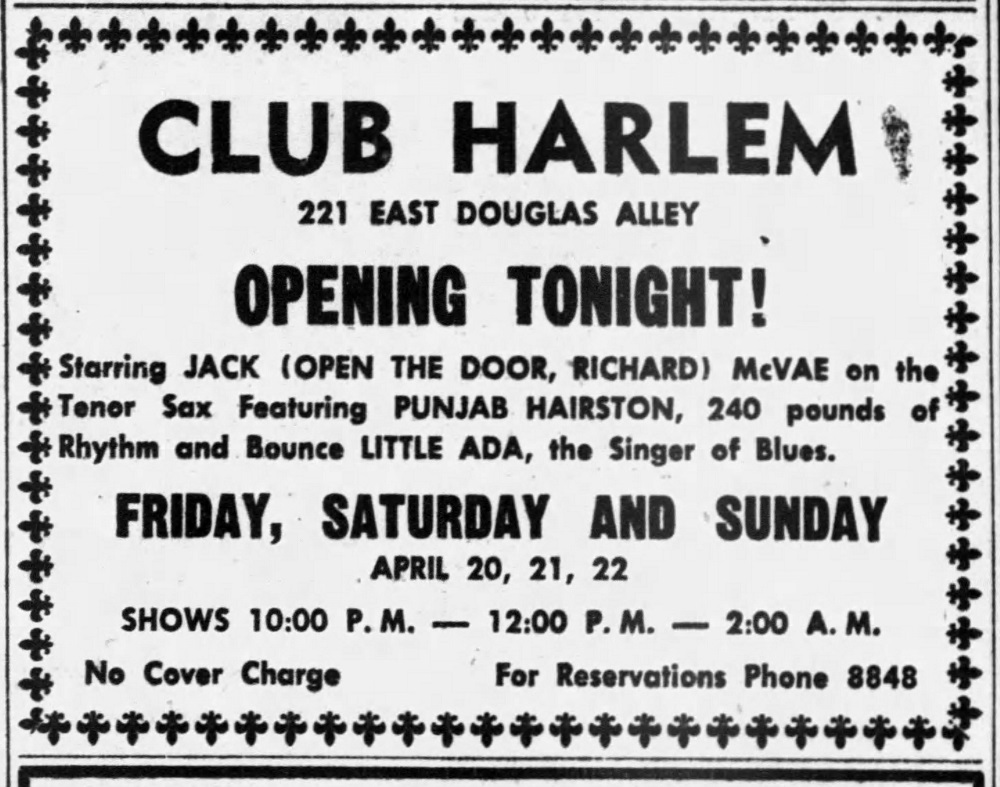 CLUB HARLEM
221 EAST DOUGLAS ALLEY
OPENING TONIGHT!
Starring JACK (OPEN THE DOOR, RICHARD) McVAE on the
Tenor Sax Featuring PUNJAB HAIRSTON, 240 pounds of
Rhythm and Bounce LITTLE ADA, the Singer of Blues.
FRIDAY, SATURDAY AND SUNDAY
APRIL 20, 21, 22
SHOWS 10:00 P. M. — 12:00 P. M. — 2:00 A. M.
No Cover Charge For Reservations Phone 8848